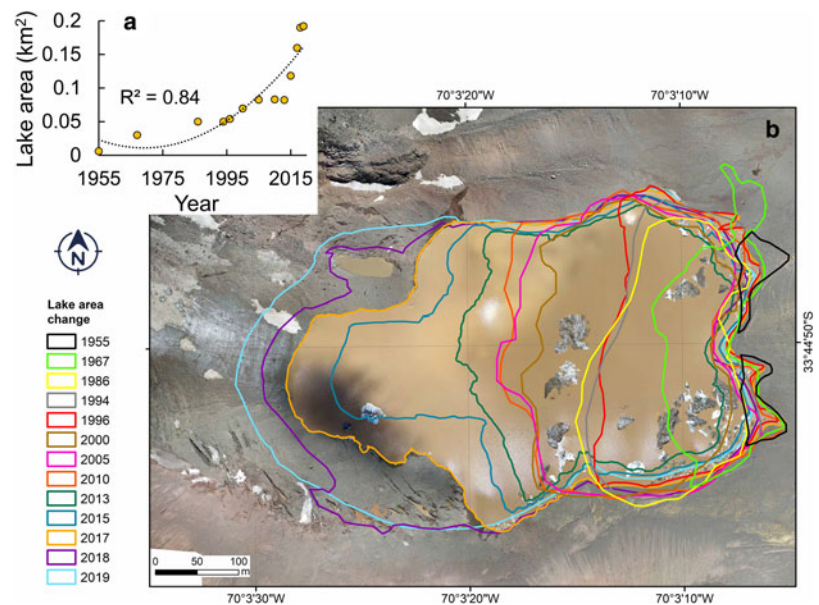 a
Lake area (km²)
0.2
0.15
0.1
0.05
0
R² = 0.84
1955
1975
1995
2015
Year
70°3'20"
70°3'10"
b
N
Lake area
change
1955
1967
1986
1994
1996
2000
2005
2010
2013
2015
2017
2018
2019
33°44'50"S
0 50 100
m
70°3'30"
70°3'20"
70°3'10"